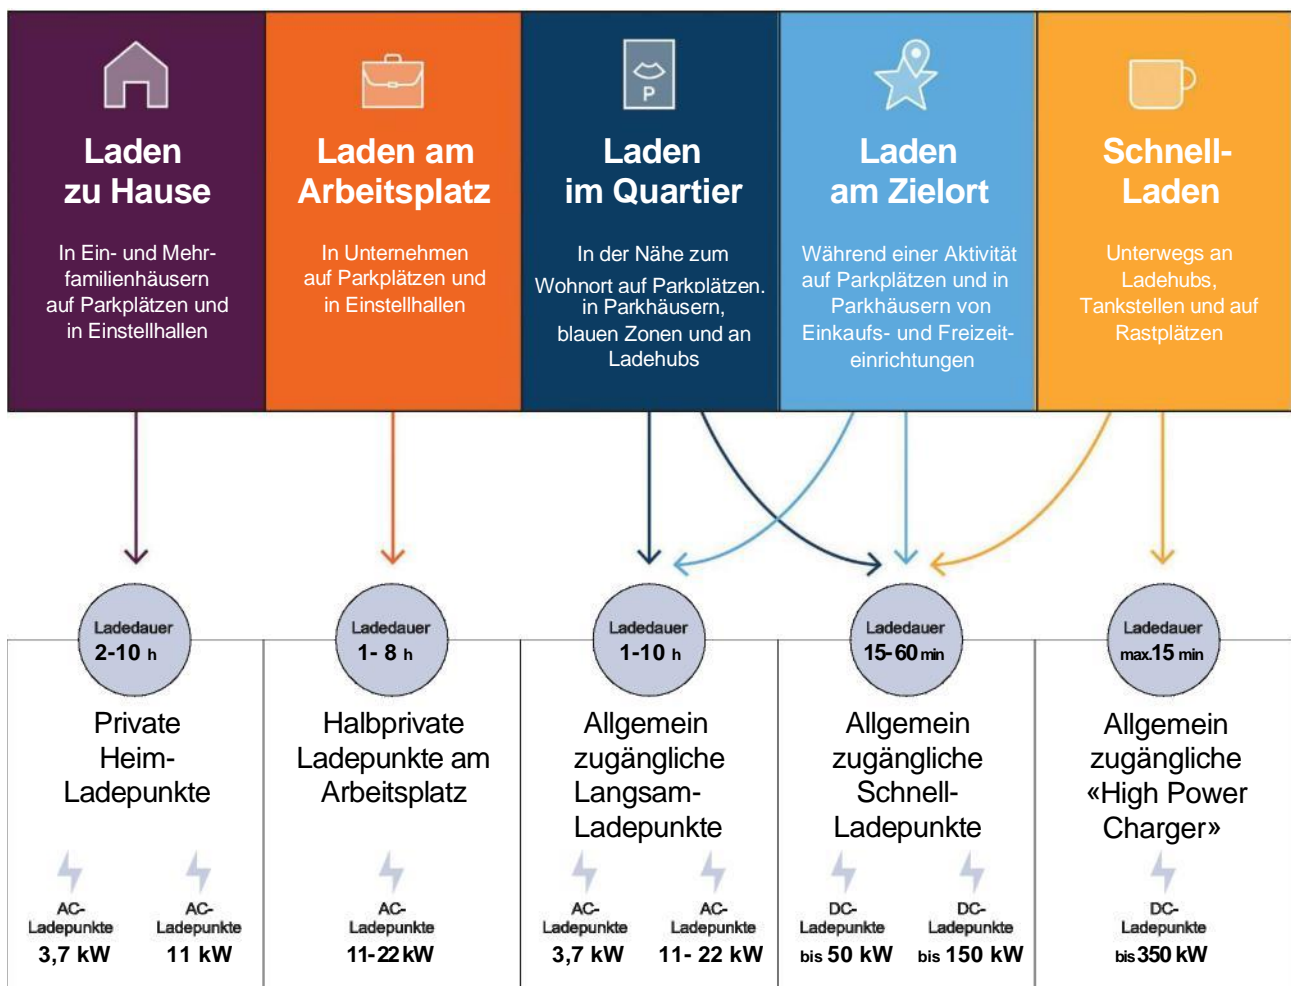 P
Laden
zu Hause
In Ein- und Mehr-
familienhäusern
auf Parkplätzen und
in Einstellhallen
Laden am
Arbeitsplatz
In Unternehmen
auf Parkplätzen und
in Einstellhallen
Laden
im Quartier
In der Nähe zum
Wohnort auf Parkplätzen.
in Parkhäusern,
blauen Zonen und an
Ladehubs
Laden
am Zielort
Während einer Aktivität
auf Parkplätzen und in
Parkhäusern von
Einkaufs- und Freizeit-
einrichtungen
Schnell-
Laden
Unterwegs an
Ladehubs,
Tankstellen und auf
Rastplätzen
Ladedauer
2-10 h
Private
Heim-
Ladepunkte
AC-
Ladepunkte
3,7 kW
AC-
Ladepunkte
11 kW
Ladedauer
1- 8 h
Halbprivate
Ladepunkte am
Arbeitsplatz
AC-
Ladepunkte
11-22 kW
Ladedauer
1-10 h
Allgemein
zugängliche
Langsam-
Ladepunkte
AC-
Ladepunkte
3,7 kW
AC-
Ladepunkte
11- 22 kW
Ladedauer
15-60 min
Allgemein
zugängliche
Schnell-
Ladepunkte
DC-
Ladepunkte
bis 50 kW
DC-
Ladepunkte
bis 150 kW
Ladedauer
max.15 min
Allgemein
zugängliche
«High Power
Charger»
DC-
Ladepunkte
bis 350 kW